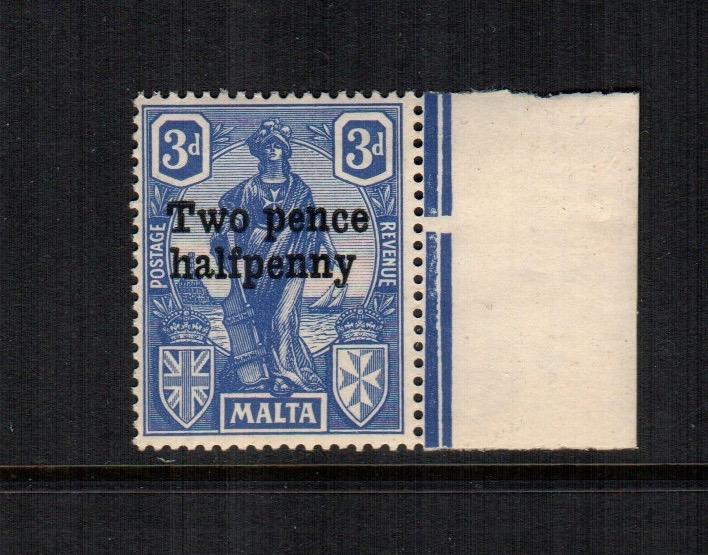 3d 3d
POSTAGE
REVENUE
Two pence
halfpenny
MALTA